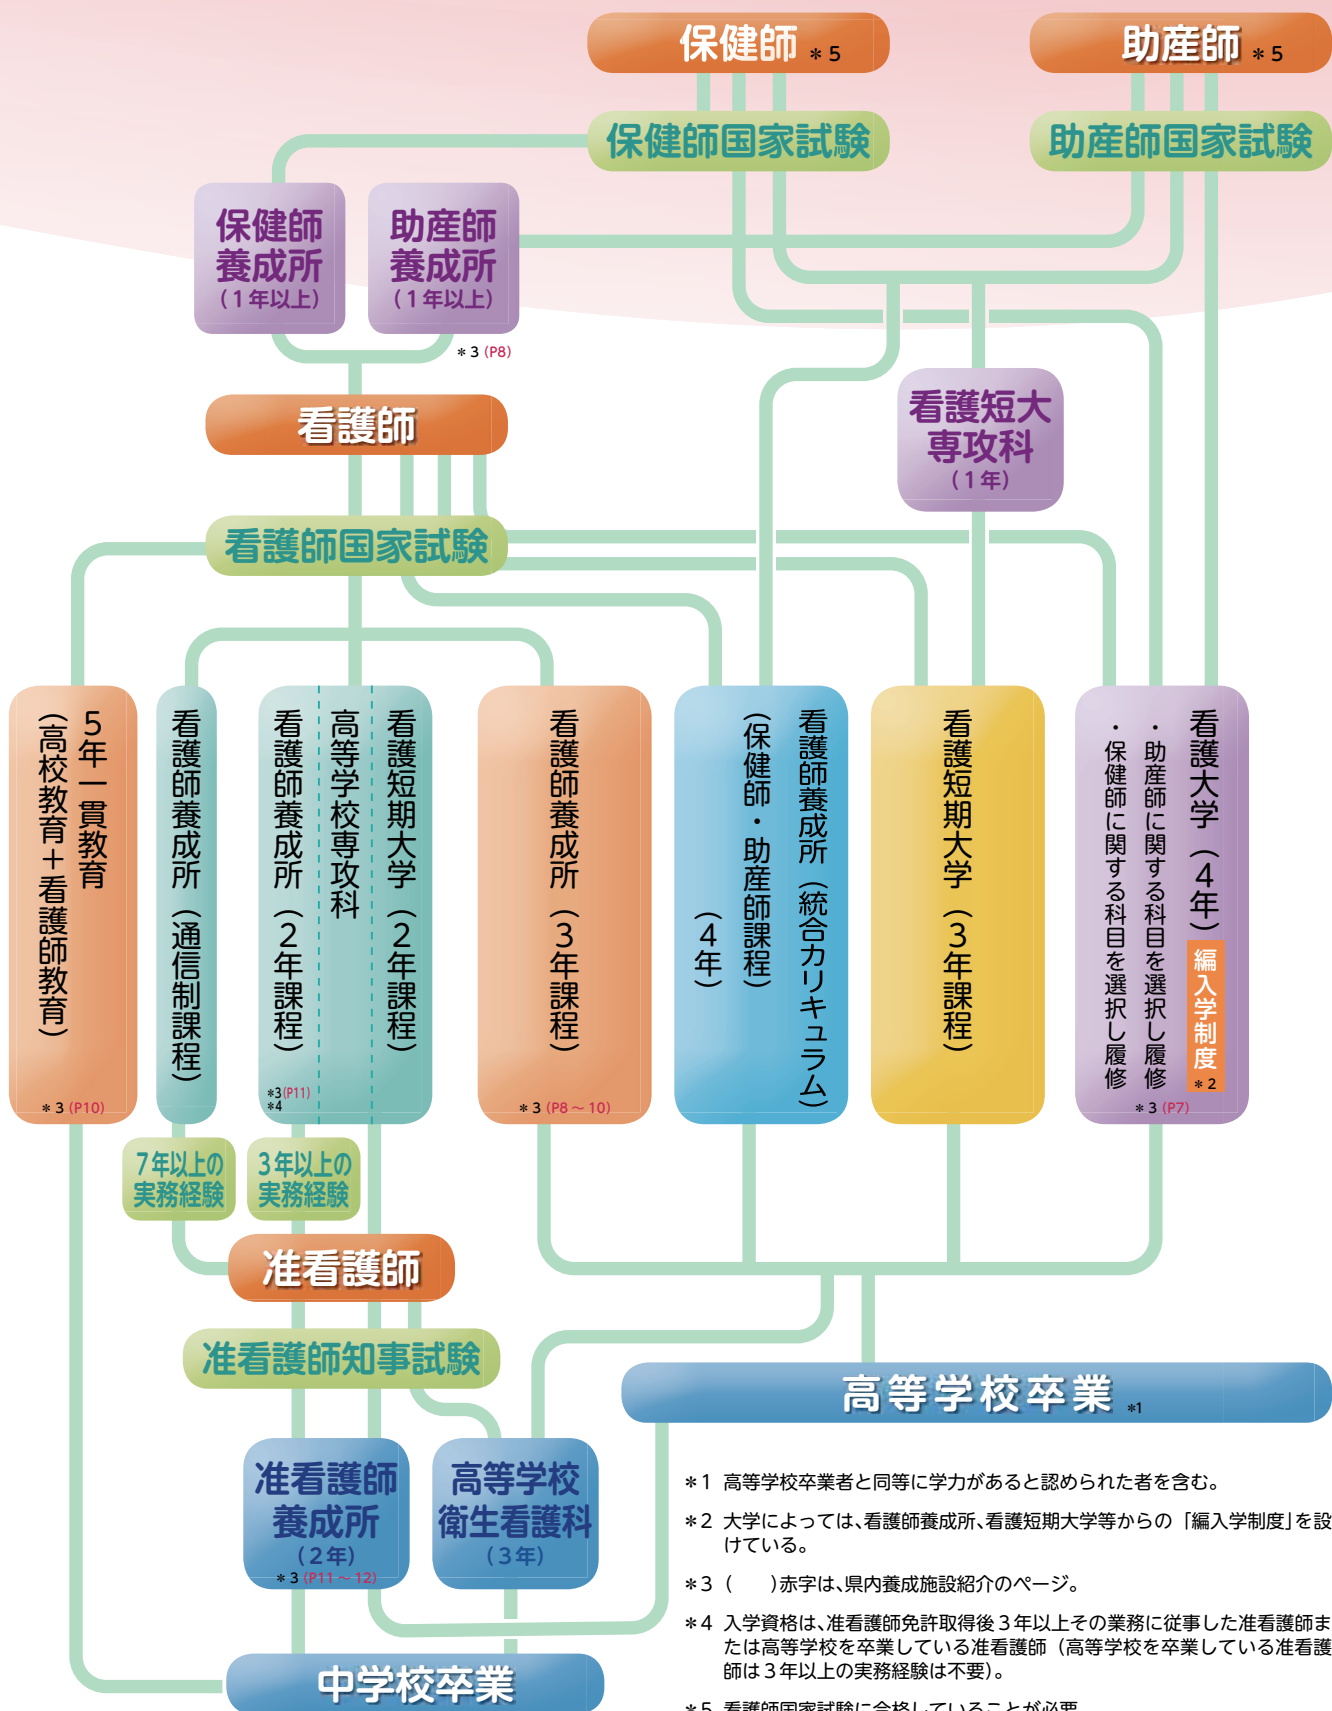 保健師 ＊5
助産師 ＊5
保健師国家試験
助産師国家試験
保健師
養成所
（1年以上）
助産師
養成所
（1年以上）
＊3 (P8)
看護師
看護短大
専攻科
（1年）
看護師国家試験
5年一貫教育
（高校教育＋看護師教育）
＊3 (P10)
看護師養成所（通信制課程）
看護短期大学（2年課程）
高等学校専攻科
看護師養成所（2年課程）
＊3(P11)
＊4
看護師養成所（3年課程）
＊3 (P8～10)
看護師養成所（統合カリキュラム）
（保健師・助産師課程）
（4年）
看護短期大学（3年課程）
看護大学（4年）編入学制度 ＊2
・助産師に関する科目を選択し履修
・保健師に関する科目を選択し履修
＊3 (P7)
7年以上の
実務経験
3年以上の
実務経験
准看護師
准看護師知事試験
高等学校卒業 ＊1
准看護師
養成所
（2年）
＊3 (P11～12)
高等学校
衛生看護科
（3年）
中学校卒業
＊1 高等学校卒業者と同等に学力があると認められた者を含む。
＊2 大学によっては、看護師養成所、看護短期大学等からの「編入学制度」を設
けている。
＊3 (　　)赤字は、県内養成施設紹介のページ。
＊4 入学資格は、准看護師免許取得後3年以上その業務に従事した准看護師ま
たは高等学校を卒業している准看護師（高等学校を卒業している准看護
師は3年以上の実務経験は不要）。
＊5 看護師国家試験に合格していることが必要